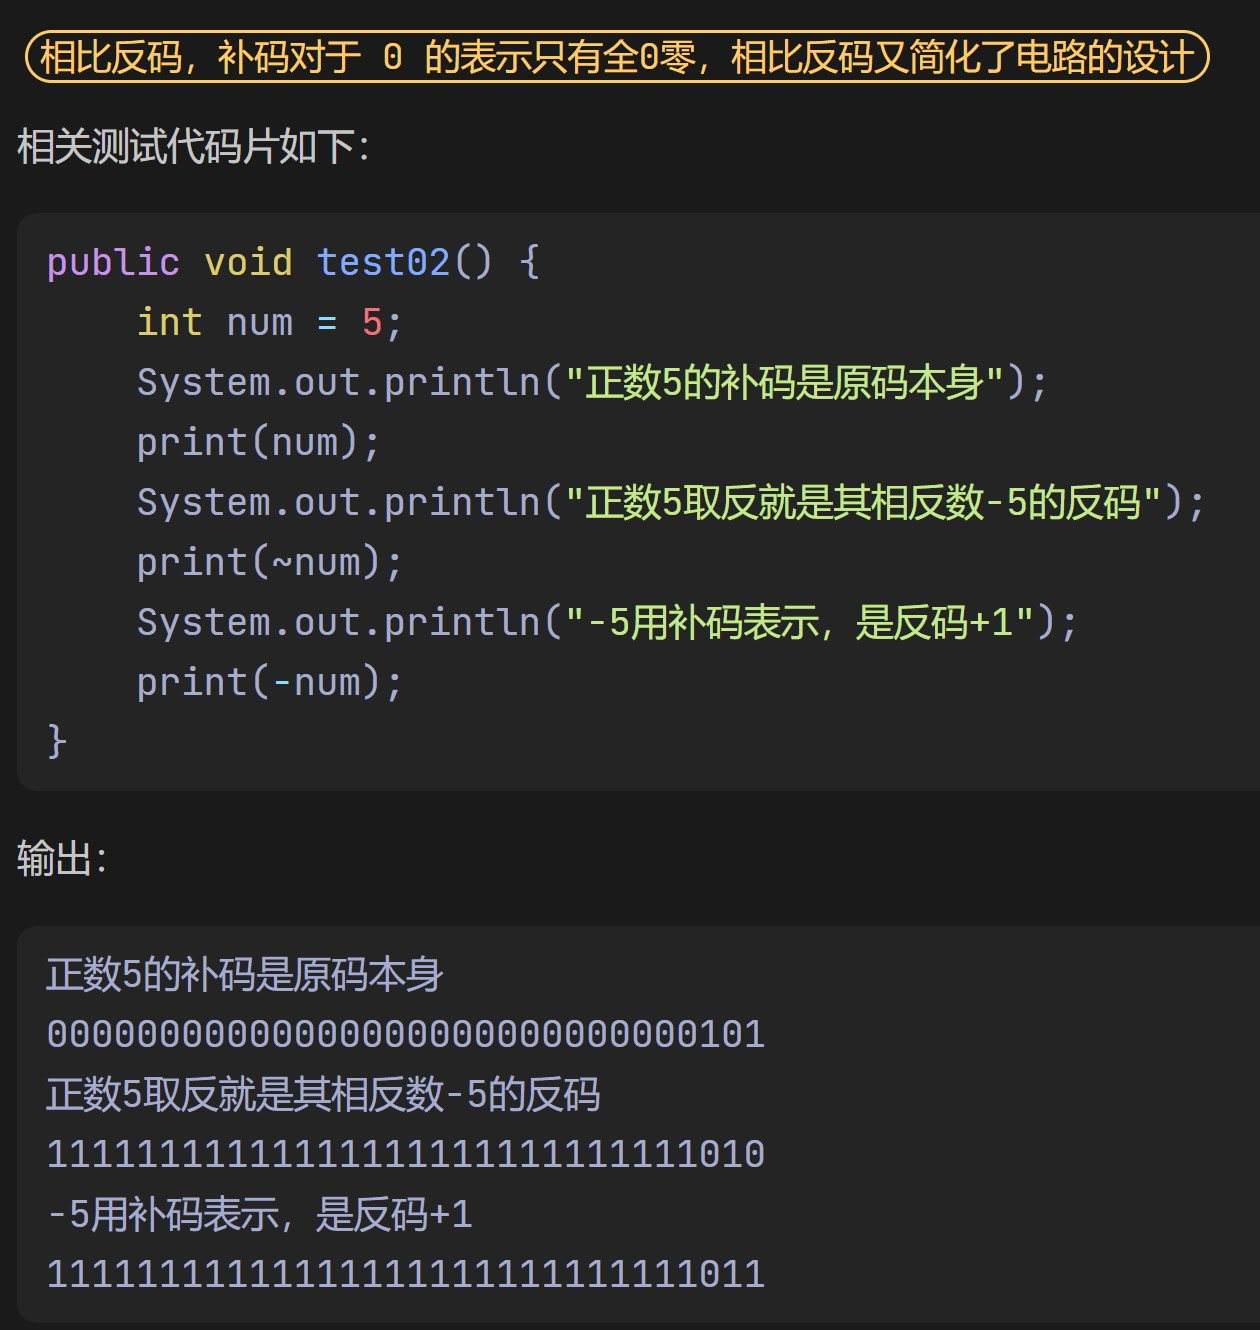 相比反码，补码对于 0 的表示只有全0零，相比反码又简化了电路的设计
相关测试代码片如下：
public void test02() {
    int num = 5;
    System.out.println("正数5的补码是原码本身");
    print(num);
    System.out.println("正数5取反就是其相反数-5的反码");
    print(~num);
    System.out.println("-5用补码表示，是反码+1");
    print(-num);
}
输出：
正数5的补码是原码本身
00000000000000000000000000000101
正数5取反就是其相反数-5的反码
11111111111111111111111111111010
-5用补码表示，是反码+1
11111111111111111111111111111011